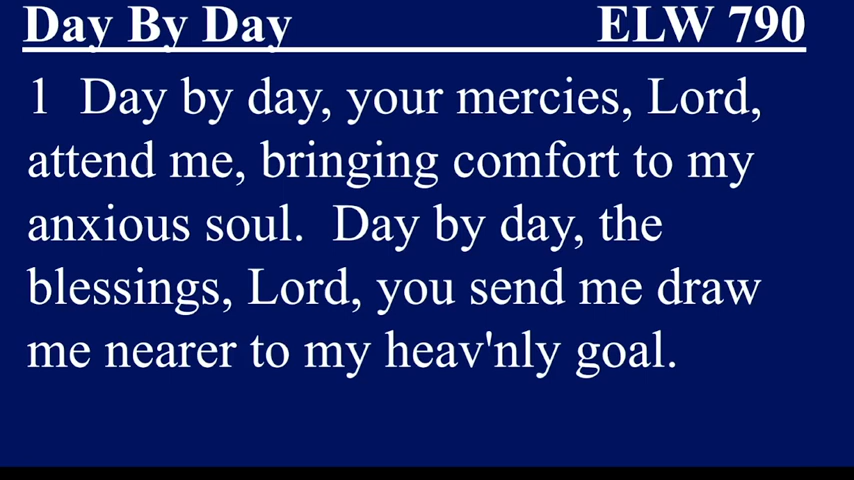 Day By Day ELW 790
1 Day by day, your mercies, Lord,
attend me, bringing comfort to my
anxious soul. Day by day, the
blessings, Lord, you send me draw
me nearer to my heav'nly goal.